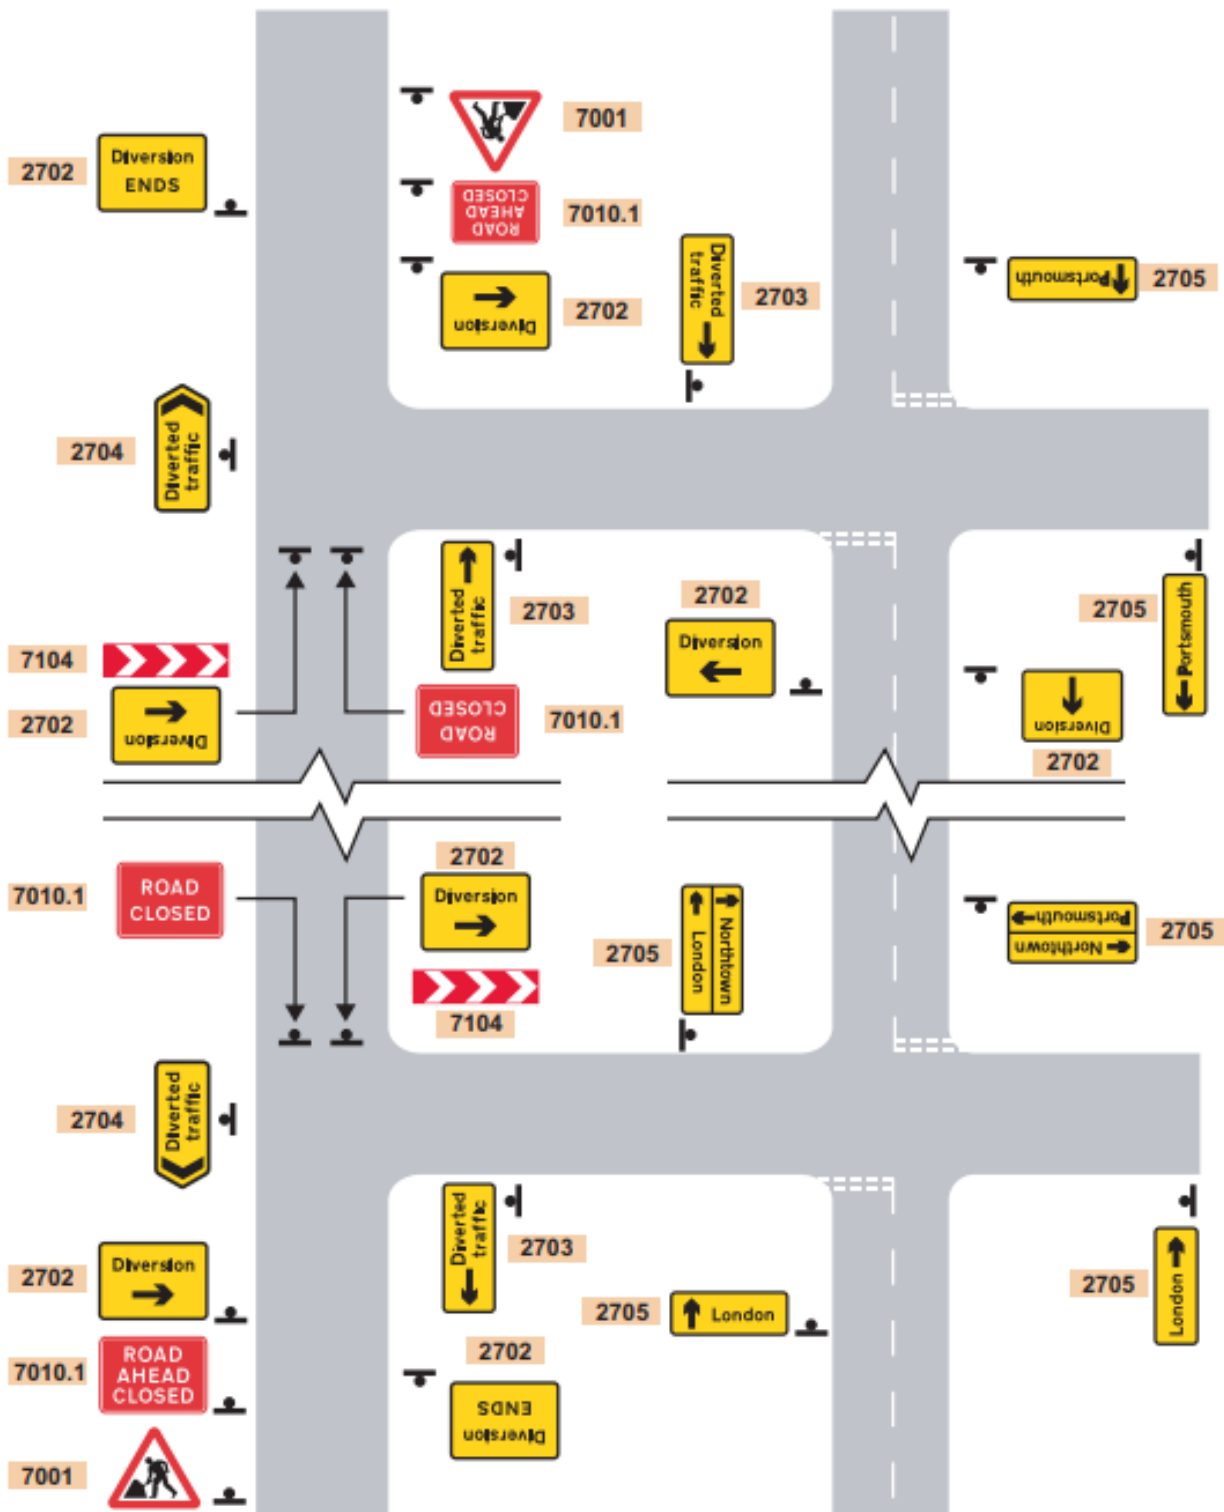 7001
2702
Diversion
ENDS
ROAD
AHEAD
CLOSED
7010.1
Diverted
traffic
2703
Portsmouth
2705
Diversion
2702
2704
Diverted
traffic
Diverted
traffic
2703
2702
Diversion
2705
Portsmouth
7104
2702
Diversion
ROAD
CLOSED
7010.1
Diversion
2702
7010.1
ROAD
CLOSED
2702
Diversion
7104
2705
Northtown
London
Portsmouth
Northtown
2705
2704
Diverted
traffic
Diverted
traffic
2703
2702
Diversion
2705
London
2705
London
7010.1
ROAD
AHEAD
CLOSED
2702
Diversion
ENDS
7001